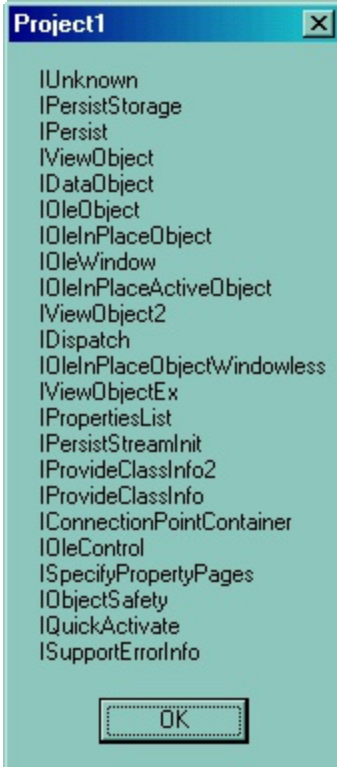 Project1
IUnknown
IPersistStorage
IPersist
IViewObject
IDataObject
IOleObject
IOleInPlaceObject
IOleWindow
IOleInPlaceActiveObject
IViewObject2
IDispatch
IOleInPlaceObjectWindowless
IViewObjectEx
IPropertiesList
IPersistStreamInit
IProvideClassInfo2
IProvideClassInfo
IConnectionPointContainer
IOleControl
ISpecifyPropertyPages
IObjectSafety
IQuickActivate
ISupportErrorInfo
OK